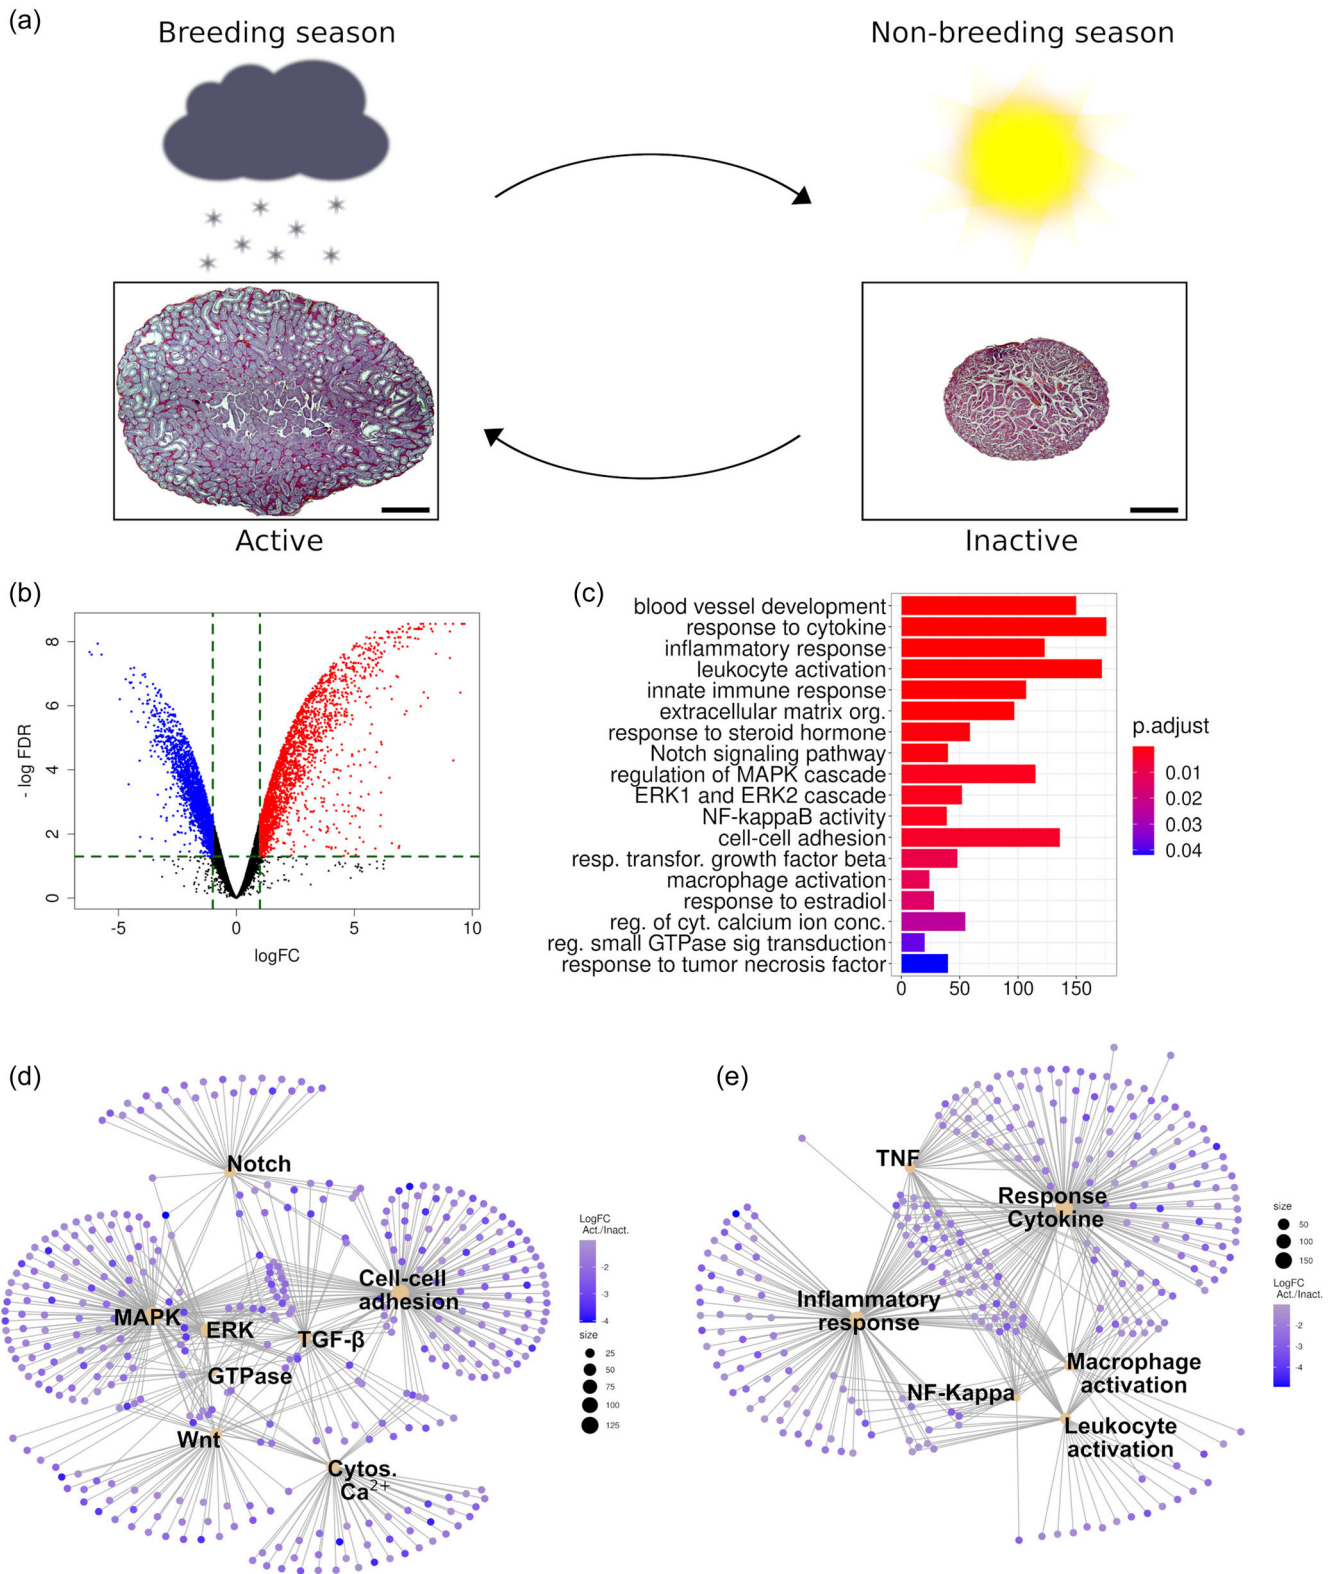 (a)
Breeding season
Non-breeding season
Active
Inactive
(b)
- log FDR
8
6
4
2
0
-5
0
5
10
logFC
(c)
blood vessel development
response to cytokine
inflammatory response
leukocyte activation
innate immune response
extracellular matrix org.
response to steroid hormone
Notch signaling pathway
regulation of MAPK cascade
ERK1 and ERK2 cascade
NF-kappaB activity
cell-cell adhesion
resp. transfor. growth factor beta
macrophage activation
response to estradiol
reg. of cyt. calcium ion conc.
reg. small GTPase sig transduction
response to tumor necrosis factor
0
50
100
150
p.adjust
0.01
0.02
0.03
0.04
(d)
Notch
Cell-cell
adhesion
MAPK
ERK
TGF-β
GTPase
Wnt
Cytos.
Ca2+
LogFC
Act./Inact.
-2
-3
-4
size
25
50
75
100
125
(e)
TNF
Response
Cytokine
Inflammatory
response
Macrophage
activation
NF-Kappa
Leukocyte
activation
size
50
100
150
LogFC
Act./Inact.
-2
-3
-4